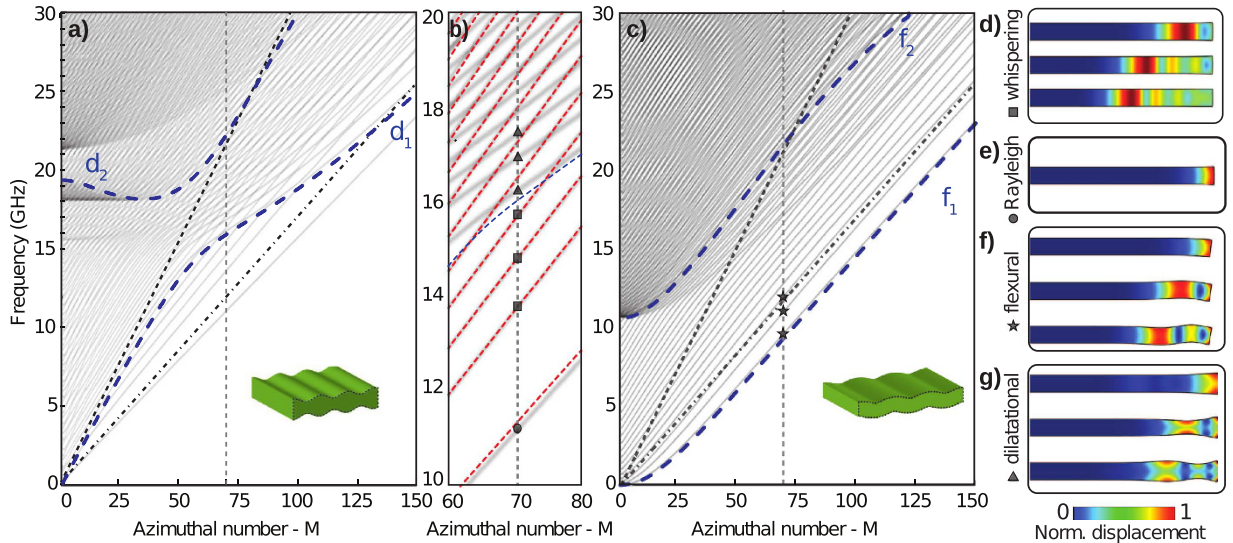 a)
30
25
20
15
10
5
0
Frequency (GHz)
d2
d1
0 25 50 75 100 125 150
Azimuthal number - M
b)
20
18
16
14
12
10
60 70 80
Azimuthal number - M
c)
30
25
20
15
10
5
0
f2
f1
0 25 50 75 100 125 150
Azimuthal number - M
d)
■ whispering
e)
● Rayleigh
f)
★ flexural
g)
▲ dilatational
0 1
Norm. displacement